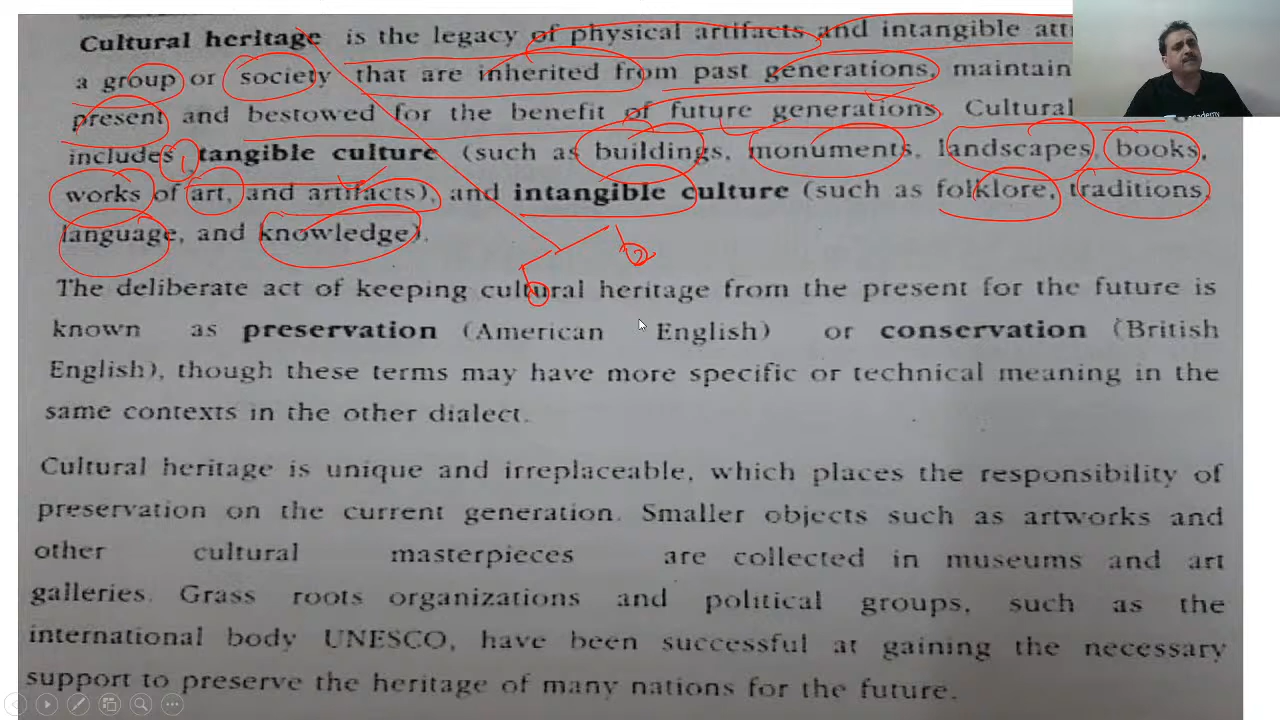 Cultural heritage is the legacy of physical artifacts and intangible
a group or society that are inherited from past generations, maintain
present and bestowed for the benefit of future generations. Cultural
includes 1 tangible culture (such as buildings, monuments, landscapes, books,
works of art, and artifacts), and intangible culture (such as folklore, traditions,
language, and knowledge).
2
The deliberate act of keeping cultural heritage from the present for the future is
known as preservation (American English) or conservation (British
English), though these terms may have more specific or technical meaning in the
same contexts in the other dialect.
Cultural heritage is unique and irreplaceable, which places the responsibility of
preservation on the current generation. Smaller objects such as artworks and
other cultural masterpieces are collected in museums and art
galleries. Grass roots organizations and political groups, such as the
international body UNESCO, have been successful at gaining the necessary
support to preserve the heritage of many nations for the future.